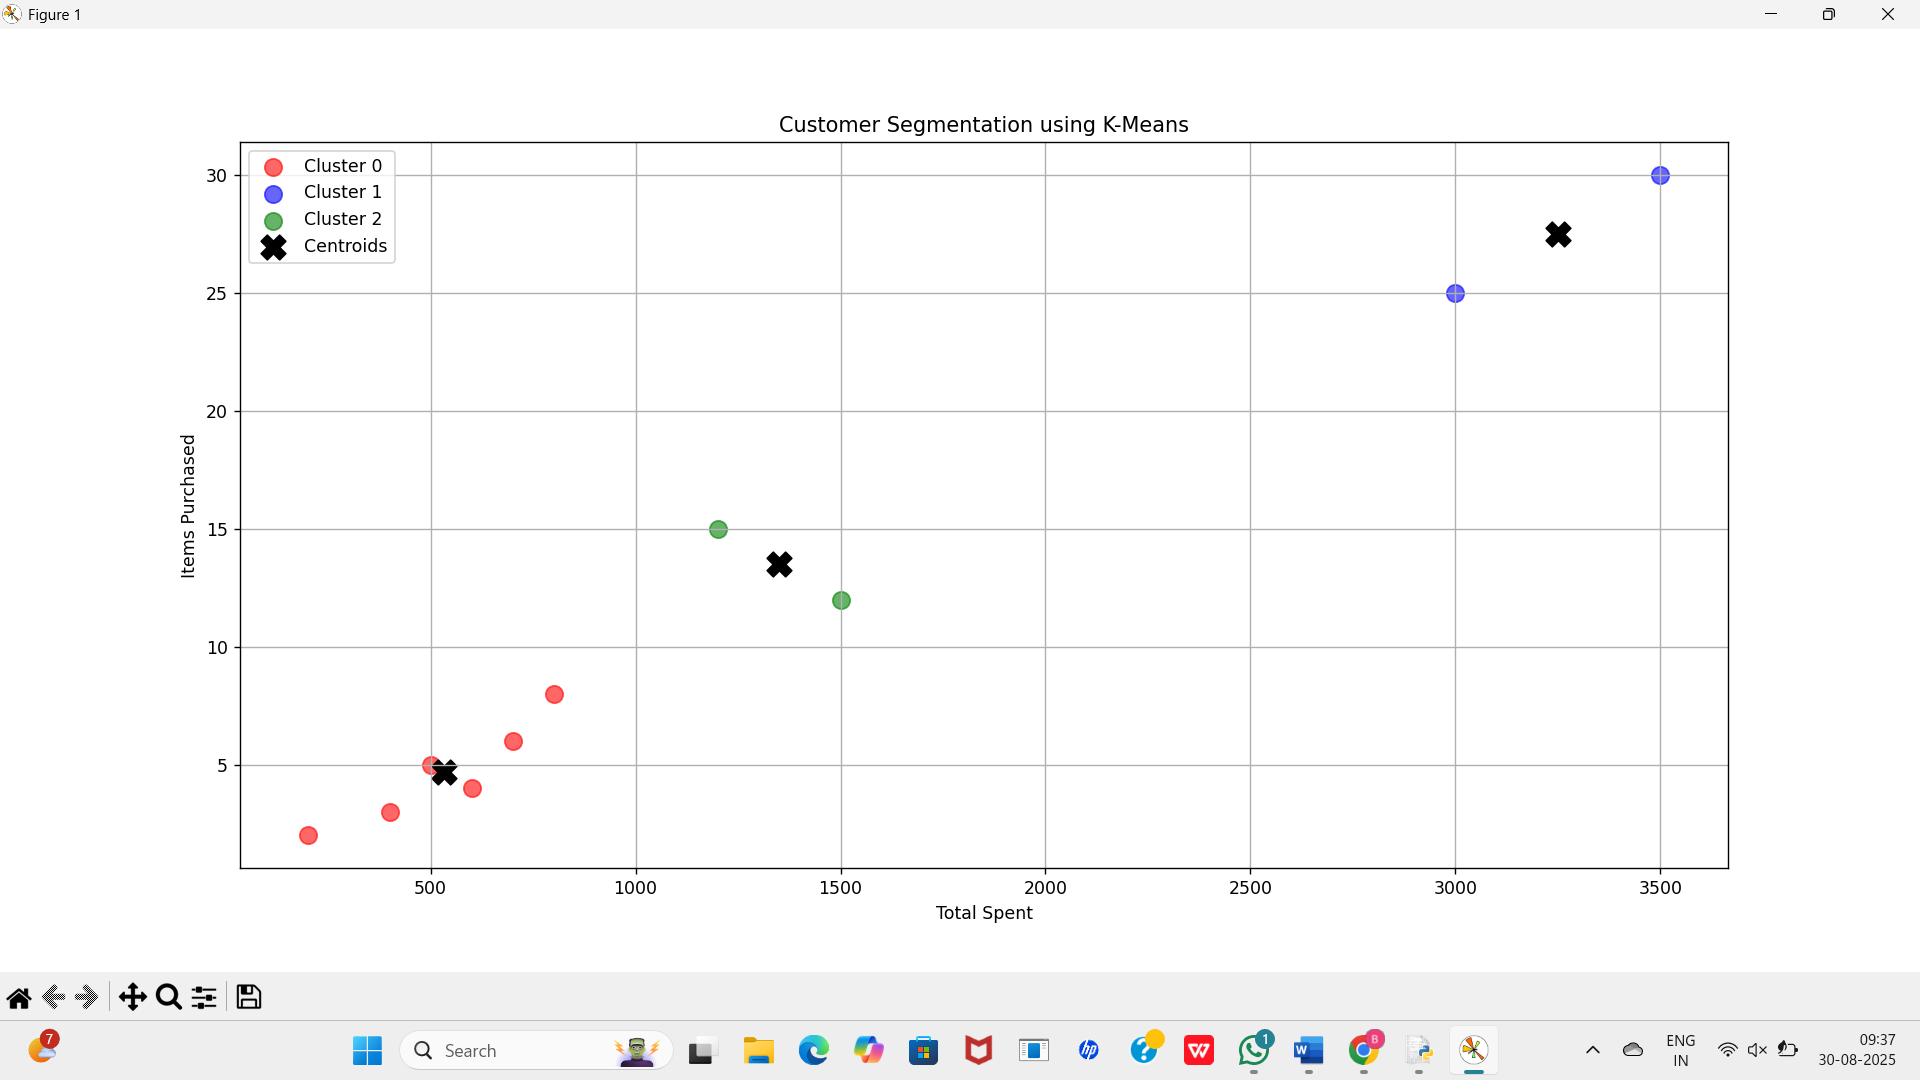 Figure 1
Customer Segmentation using K-Means
Cluster 0
Cluster 1
Cluster 2
Centroids
30
25
20
15
10
5
Items Purchased
500
1000
1500
2000
2500
3000
3500
Total Spent
7
Search
hp
?
W
1
W
B
ENG
IN
09:37
30-08-2025